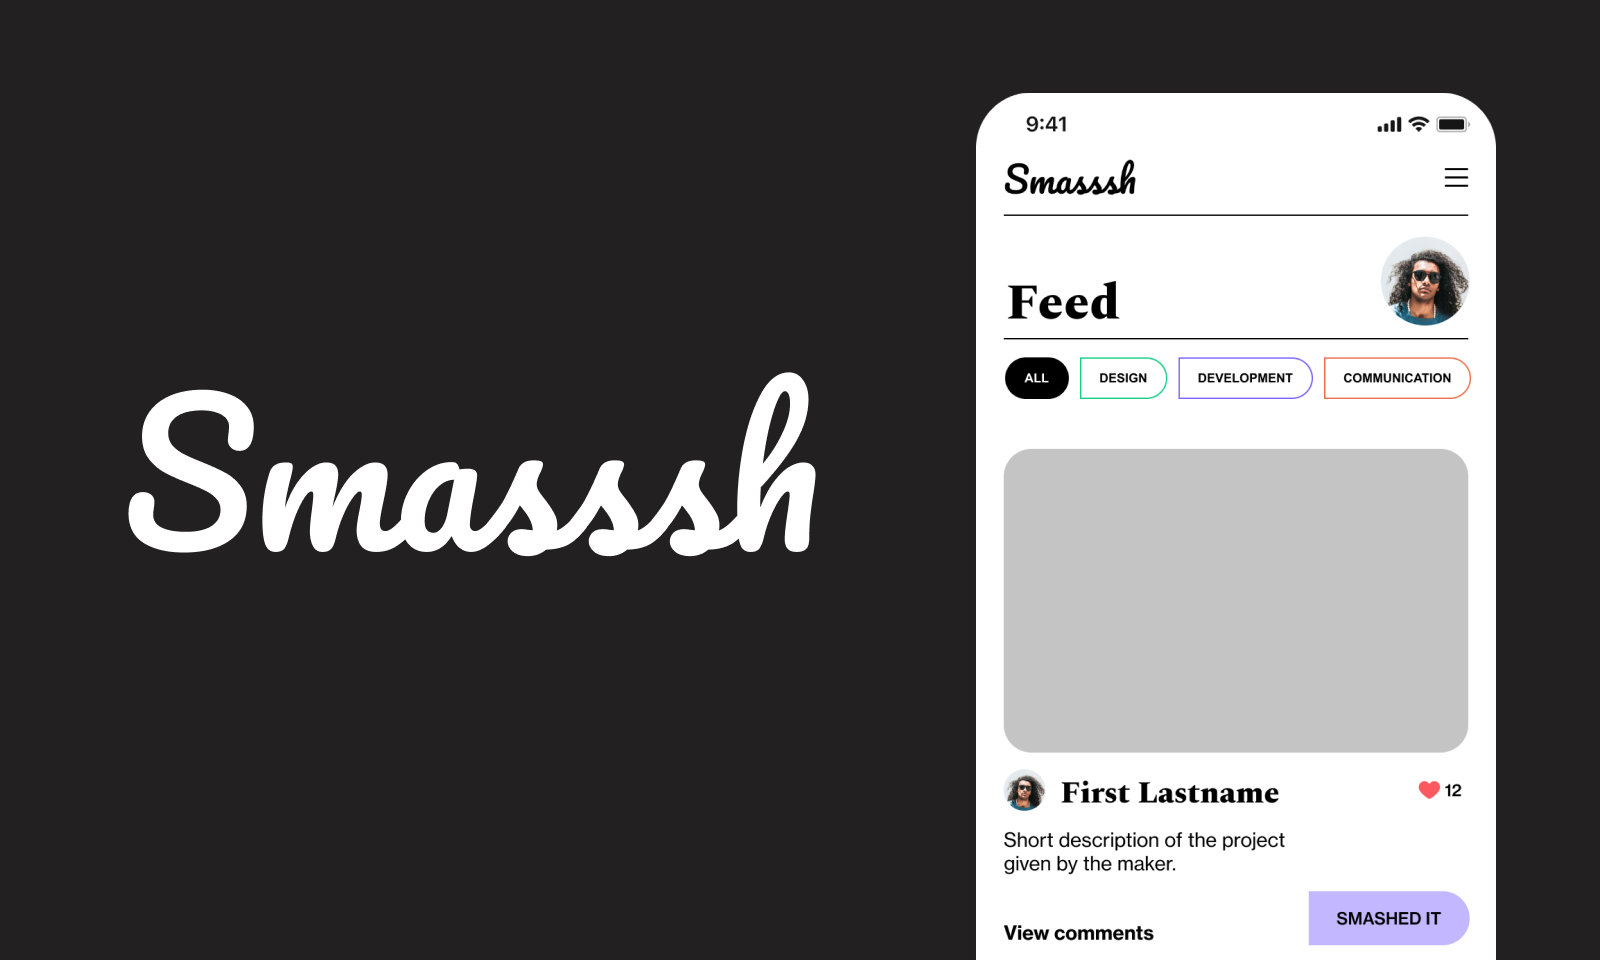 Smasssh
9:41
Smasssh
Feed
ALL DESIGN DEVELOPMENT COMMUNICATION
First Lastname 12
Short description of the project
given by the maker.
SMASHED IT
View comments